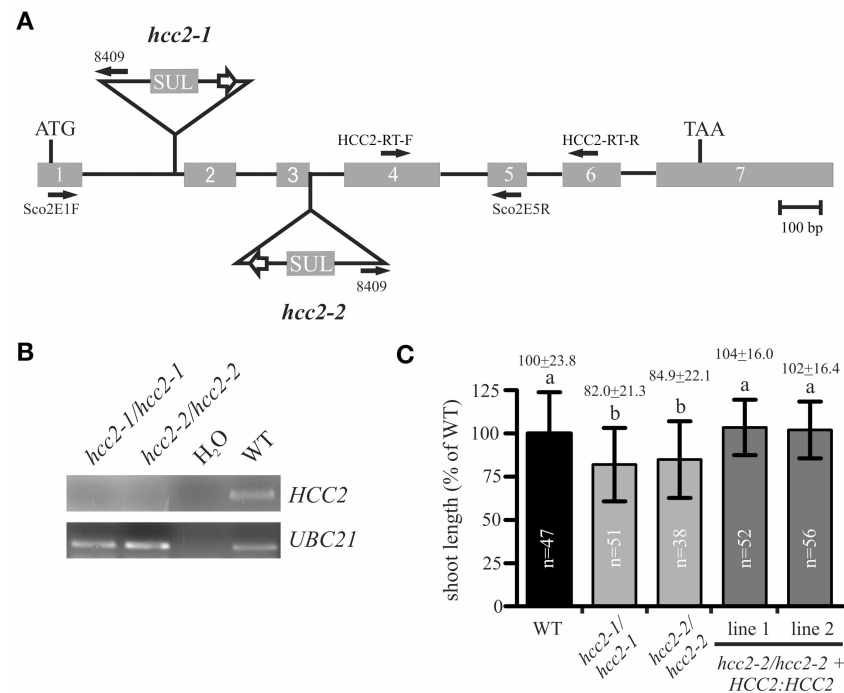 A
hcc2-1
8409
SUL
ATG
HCC2-RT-F
HCC2-RT-R
TAA
1
2
3
4
5
6
7
Sco2E1F
Sco2E5R
100 bp
SUL
8409
hcc2-2
B
hcc2-1/hcc2-1
hcc2-2/hcc2-2
H₂O
WT
HCC2
UBC21
C
shoot length (% of WT)
125
100
75
50
25
0
100±23.8
a
82.0±21.3
b
84.9±22.1
b
104±16.0
a
102±16.4
a
n=47
n=51
n=38
n=52
n=56
WT
hcc2-1/
hcc2-1
hcc2-2/
hcc2-2
line 1
line 2
hcc2-2/hcc2-2 +
HCC2:HCC2